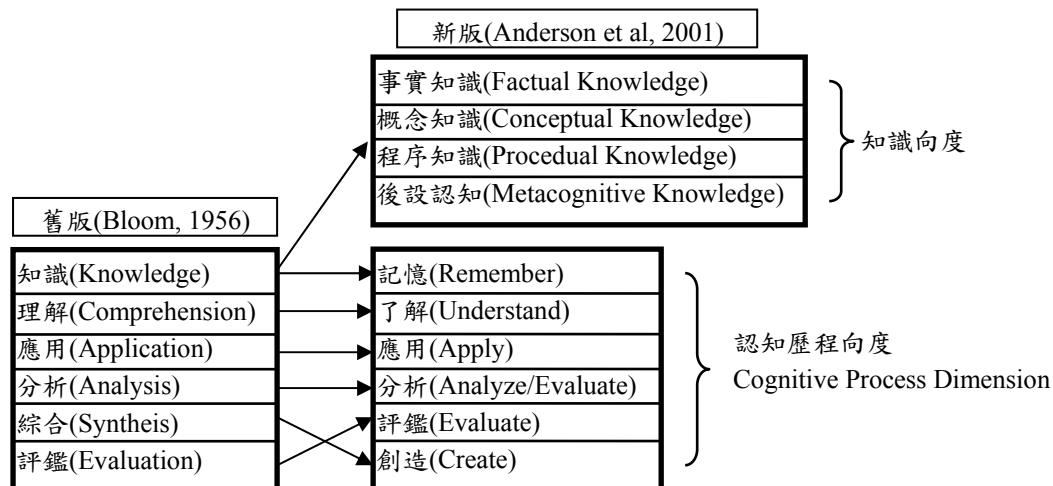 新版(Anderson et al, 2001)
事實知識(Factual Knowledge)
概念知識(Conceptual Knowledge)
程序知識(Procedual Knowledge)
後設認知(Metacognitive Knowledge)
知識向度
舊版(Bloom, 1956)
知識(Knowledge)
理解(Comprehension)
應用(Application)
分析(Analysis)
綜合(Syntheis)
評鑑(Evaluation)
記憶(Remember)
了解(Understand)
應用(Apply)
分析(Analyze/Evaluate)
評鑑(Evaluate)
創造(Create)
認知歷程向度
Cognitive Process Dimension